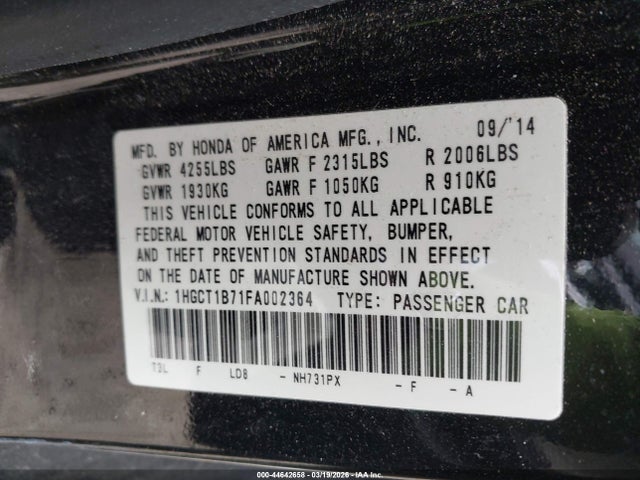 MFD. BY HONDA OF AMERICA MFG., INC. 09/'14
GVWR 4255LBS GAWR F 2315LBS R 2006LBS
GVWR 1930KG GAWR F 1050KG R 910KG
THIS VEHICLE CONFORMS TO ALL APPLICABLE
FEDERAL MOTOR VEHICLE SAFETY, BUMPER,
AND THEFT PREVENTION STANDARDS IN EFFECT
ON THE DATE OF MANUFACTURE SHOWN ABOVE.
V.I.N.: 1HGCT1B71FA002364 TYPE: PASSENGER CAR
T3L F LD8 - NH731PX - F - A
000-44642658 - 03/19/2026 - IAA Inc.